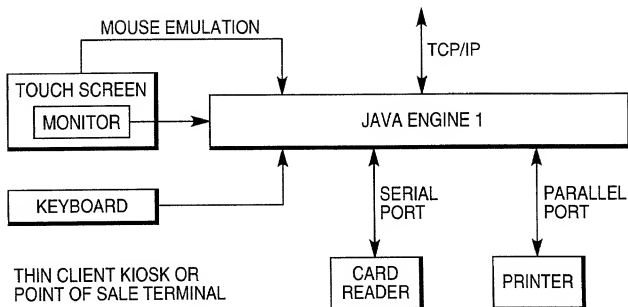 MOUSE EMULATION
TCP/IP
TOUCH SCREEN
MONITOR
JAVA ENGINE 1
KEYBOARD
SERIAL
PORT
PARALLEL
PORT
THIN CLIENT KIOSK OR
POINT OF SALE TERMINAL
CARD
READER
PRINTER